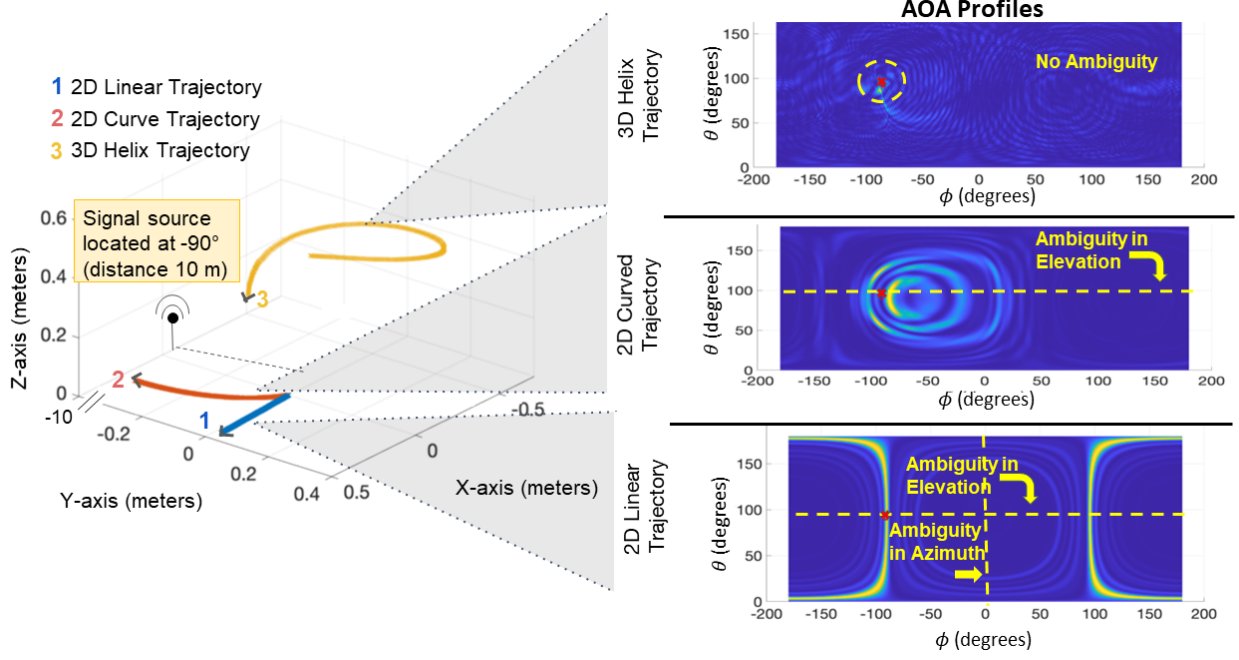 1 2D Linear Trajectory
2 2D Curve Trajectory
3 3D Helix Trajectory
Signal source
located at -90°
(distance 10 m)
Z-axis (meters)
0.6
0.4
0.2
0
-10
-0.2
0
0.2
0.4
0.5
0
-0.5
Y-axis (meters)
X-axis (meters)
1
2
3
AOA Profiles
3D Helix
Trajectory
θ (degrees)
150
100
50
0
No Ambiguity
-200 -150 -100 -50 0 50 100 150 200
ϕ (degrees)
2D Curved
Trajectory
θ (degrees)
150
100
50
0
Ambiguity in
Elevation
-200 -150 -100 -50 0 50 100 150 200
ϕ (degrees)
2D Linear
Trajectory
θ (degrees)
150
100
50
0
Ambiguity in
Elevation
Ambiguity
in Azimuth
-200 -150 -100 -50 0 50 100 150 200
ϕ (degrees)